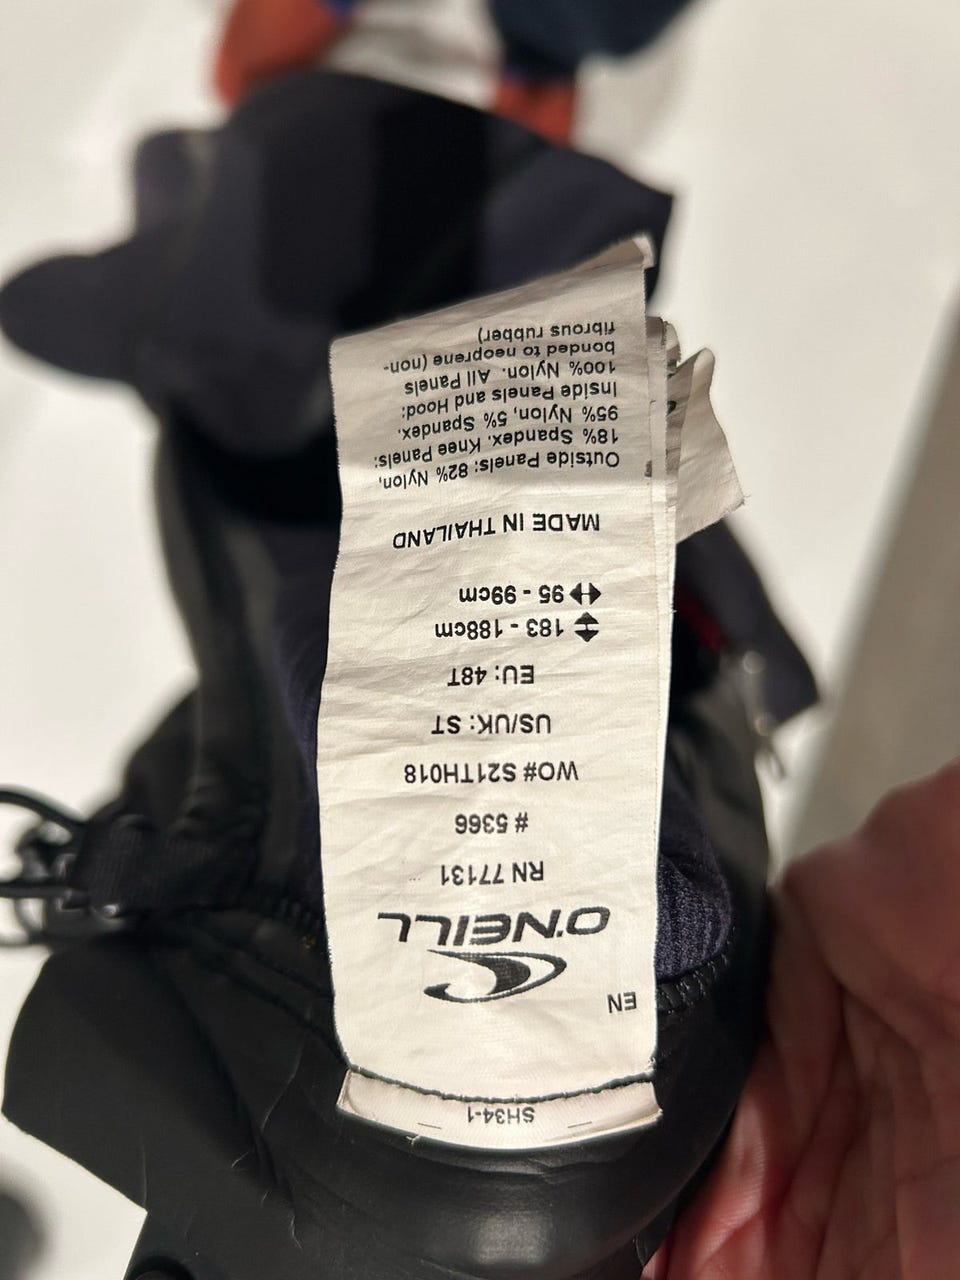 SH34-1
EN
O'NEILL
RN 77131
# 5366
WO# S21TH018
US/UK: ST
EU: 48T
183 - 188cm
95 - 99cm
MADE IN THAILAND
Outside Panels: 82% Nylon,
18% Spandex. Knee Panels:
95% Nylon, 5% Spandex.
Inside Panels and Hood:
100% Nylon. All Panels
bonded to neoprene (non-
fibrous rubber)